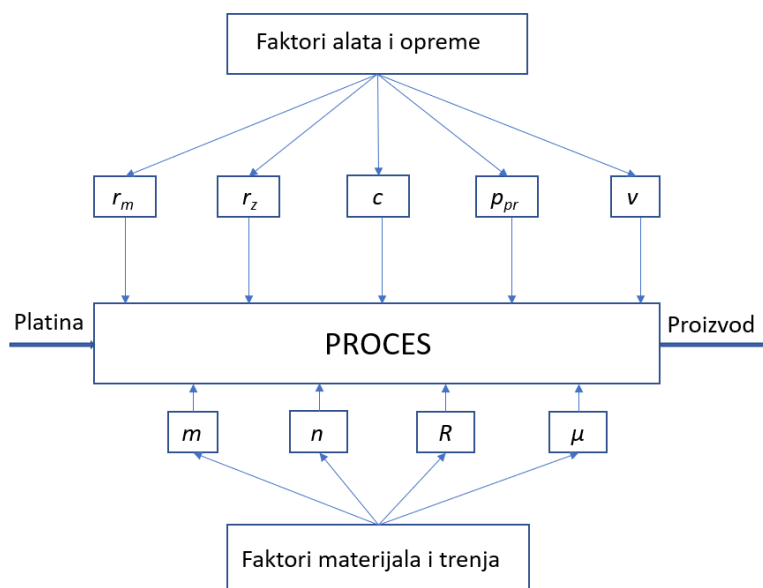 Faktori alata i opreme
r_m r_z c p_pr v
Platina PROCES Proizvod
m n R μ
Faktori materijala i trenja